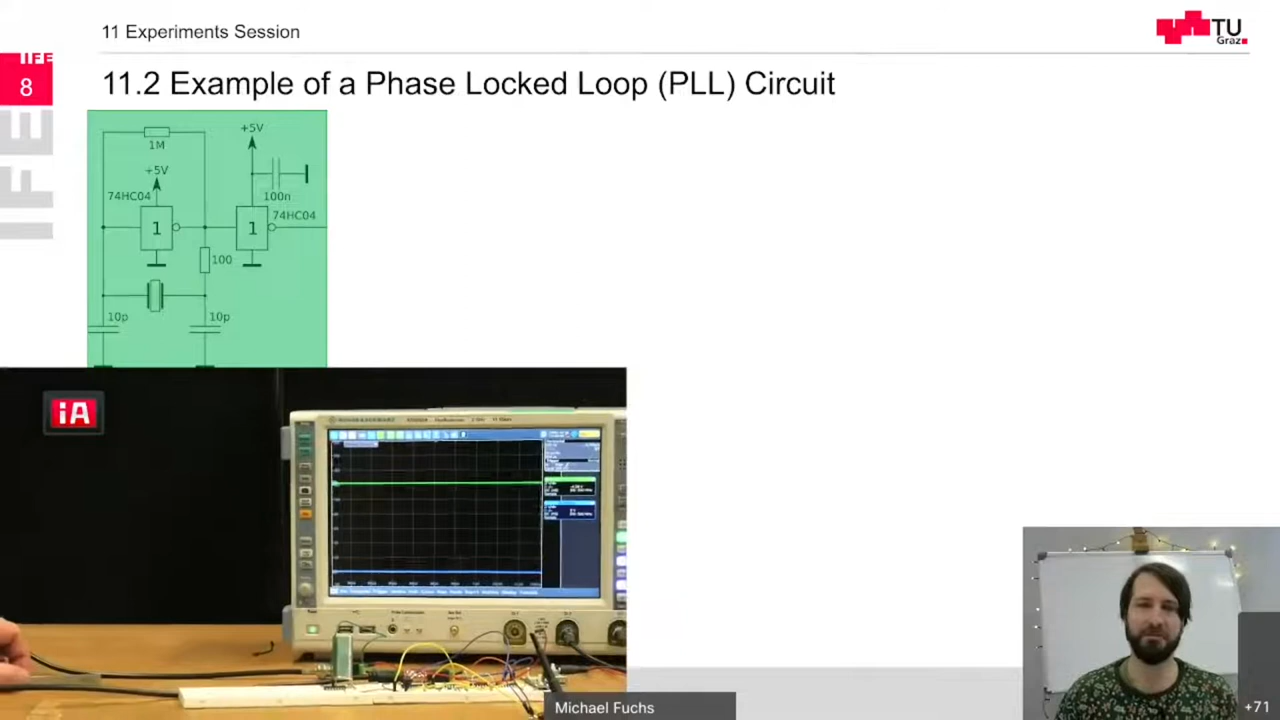 11 Experiments Session
TU
Graz
IFE
8
11.2 Example of a Phase Locked Loop (PLL) Circuit
IFE
+5V
1M
+5V
74HC04
100n
74HC04
1
1
100
10p
10p
iA
Michael Fuchs
+71